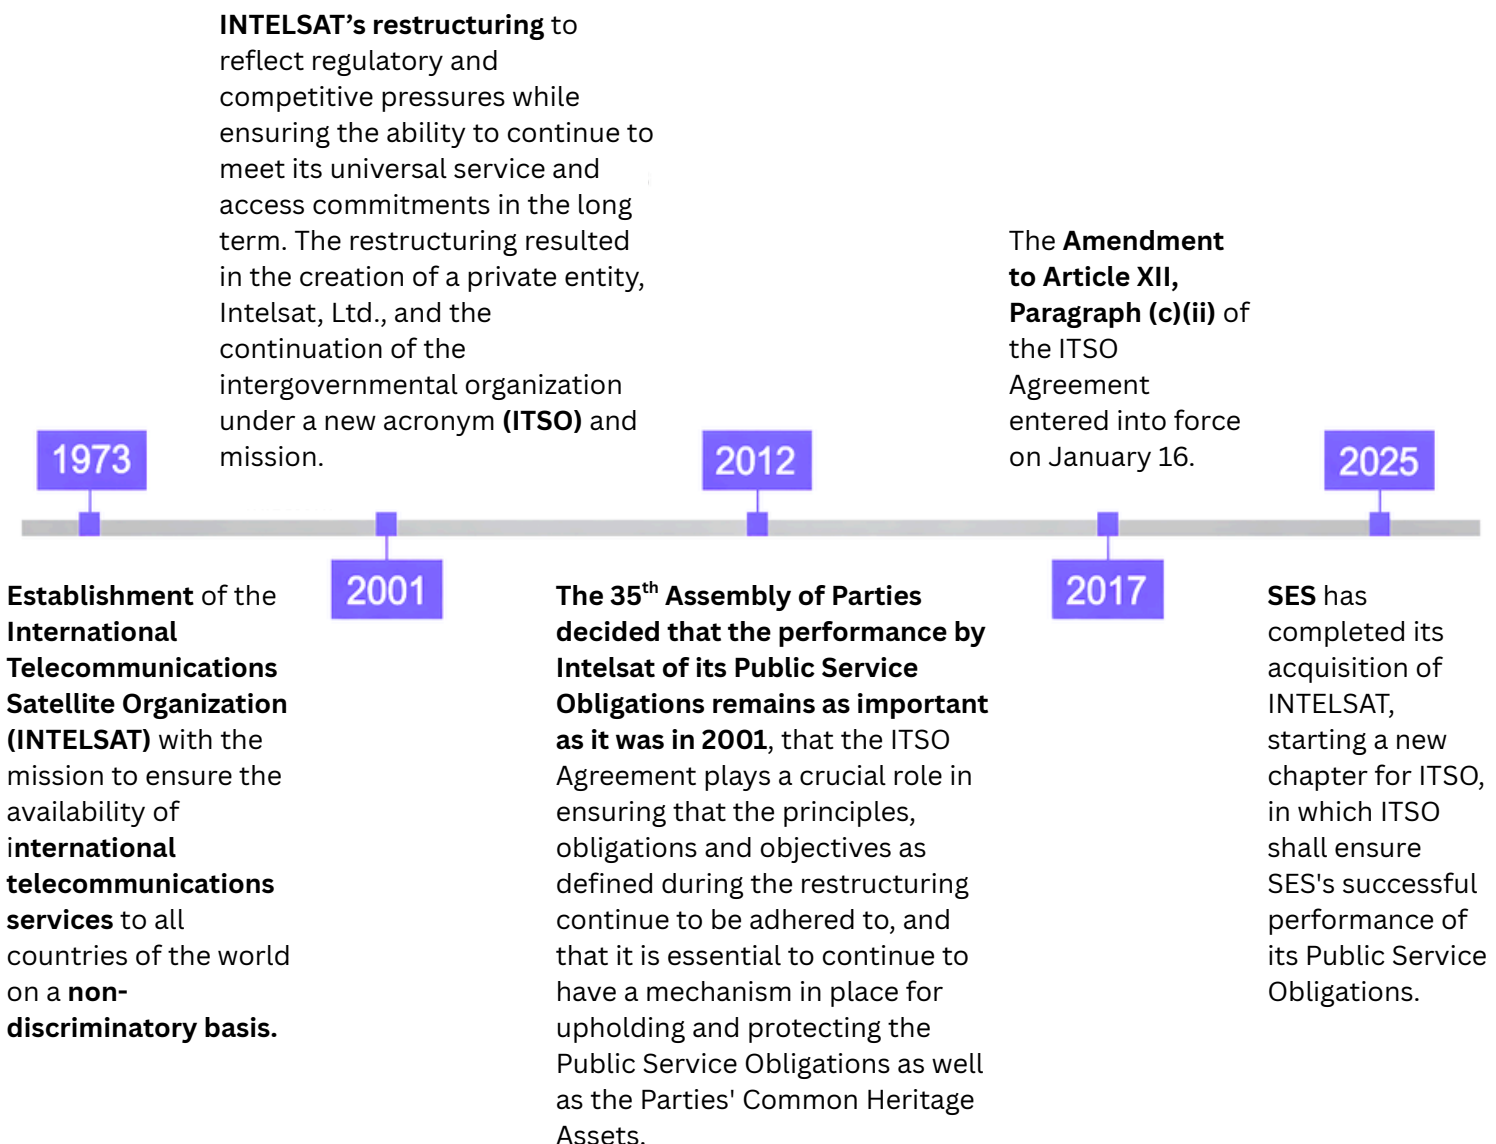 INTELSAT’s restructuring to
reflect regulatory and
competitive pressures while
ensuring the ability to continue to
meet its universal service and
access commitments in the long
term. The restructuring resulted
in the creation of a private entity,
Intelsat, Ltd., and the
continuation of the
intergovernmental organization
under a new acronym (ITSO) and
mission.
The Amendment
to Article XII,
Paragraph (c)(ii) of
the ITSO
Agreement
entered into force
on January 16.
1973
2012
2025
2001
2017
Establishment of the
International
Telecommunications
Satellite Organization
(INTELSAT) with the
mission to ensure the
availability of
international
telecommunications
services to all
countries of the world
on a non-
discriminatory basis.
The 35th Assembly of Parties
decided that the performance by
Intelsat of its Public Service
Obligations remains as important
as it was in 2001, that the ITSO
Agreement plays a crucial role in
ensuring that the principles,
obligations and objectives as
defined during the restructuring
continue to be adhered to, and
that it is essential to continue to
have a mechanism in place for
upholding and protecting the
Public Service Obligations as well
as the Parties' Common Heritage
Assets.
SES has
completed its
acquisition of
INTELSAT,
starting a new
chapter for ITSO,
in which ITSO
shall ensure
SES's successful
performance of
its Public Service
Obligations.